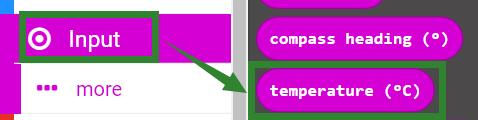 Input
more
compass heading (°)
temperature (°C)